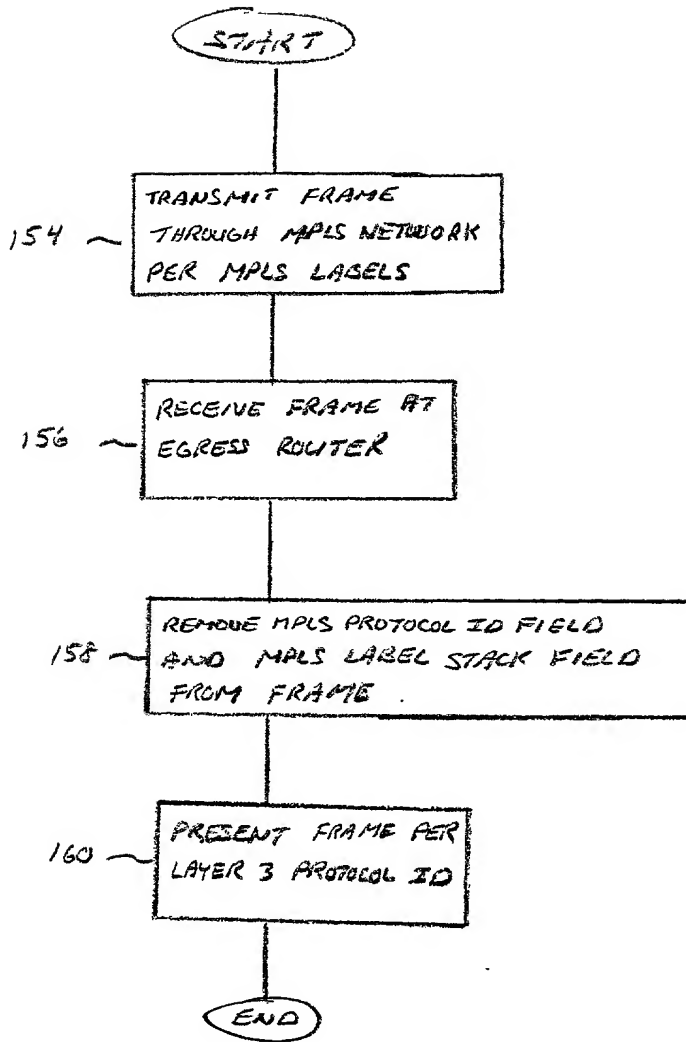 START
154
TRANSMIT FRAME
THROUGH MPLS NETWORK
PER MPLS LABELS
156
RECEIVE FRAME AT
EGRESS ROUTER
158
REMOVE MPLS PROTOCOL ID FIELD
AND MPLS LABEL STACK FIELD
FROM FRAME.
160
PRESENT FRAME PER
LAYER 3 PROTOCOL ID
END